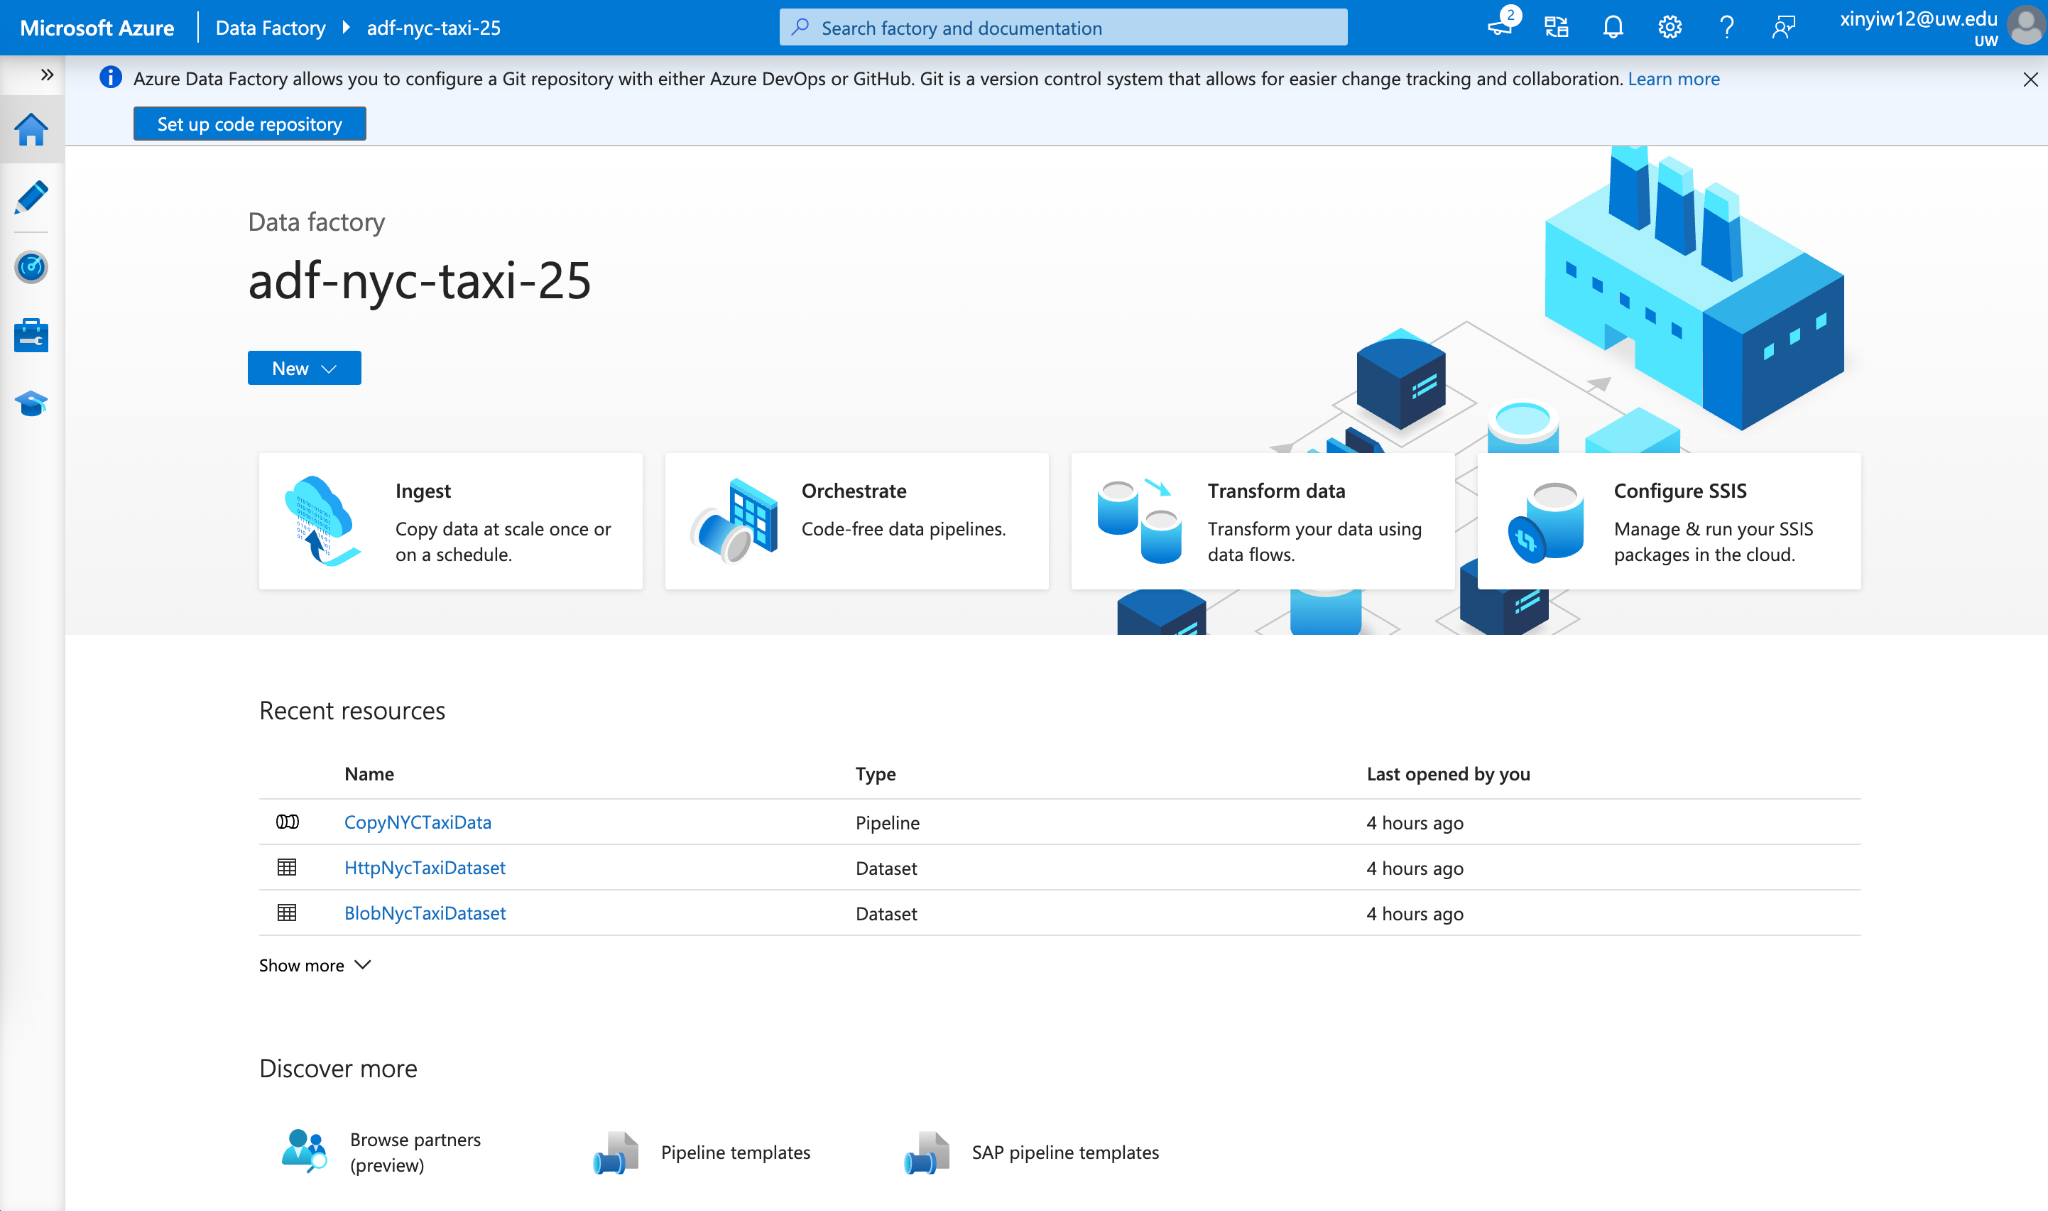 Microsoft Azure
Data Factory
adf-nyc-taxi-25
Search factory and documentation
2
xinyiw12@uw.edu
UW
Azure Data Factory allows you to configure a Git repository with either Azure DevOps or GitHub. Git is a version control system that allows for easier change tracking and collaboration. Learn more
Set up code repository
Data factory
adf-nyc-taxi-25
New
Ingest
Copy data at scale once or
on a schedule.
Orchestrate
Code-free data pipelines.
Transform data
Transform your data using
data flows.
Configure SSIS
Manage & run your SSIS
packages in the cloud.
Recent resources
Name Type Last opened by you
CopyNYCTaxiData Pipeline 4 hours ago
HttpNycTaxiDataset Dataset 4 hours ago
BlobNycTaxiDataset Dataset 4 hours ago
Show more
Discover more
Browse partners
(preview)
Pipeline templates
SAP pipeline templates